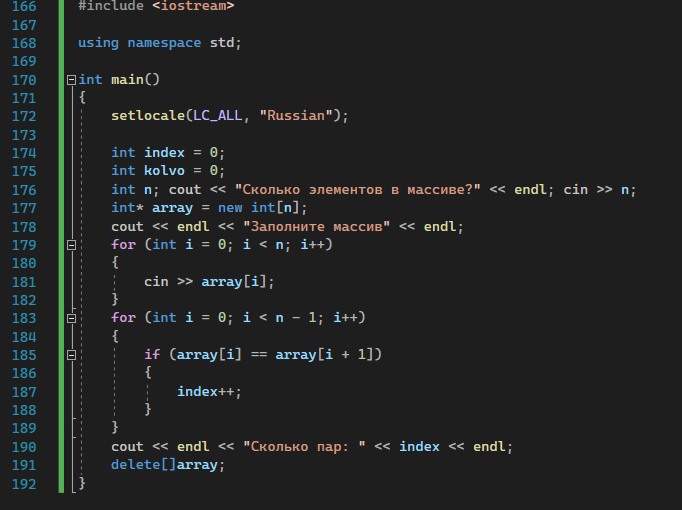 166 #include <iostream>
167
168 using namespace std;
169
170 int main()
171 {
172     setlocale(LC_ALL, "Russian");
173
174     int index = 0;
175     int kolvo = 0;
176     int n; cout << "Сколько элементов в массиве?" << endl; cin >> n;
177     int* array = new int[n];
178     cout << endl << "Заполните массив" << endl;
179     for (int i = 0; i < n; i++)
180     {
181         cin >> array[i];
182     }
183     for (int i = 0; i < n - 1; i++)
184     {
185         if (array[i] == array[i + 1])
186         {
187             index++;
188         }
189     }
190     cout << endl << "Сколько пар: " << index << endl;
191     delete[]array;
192 }